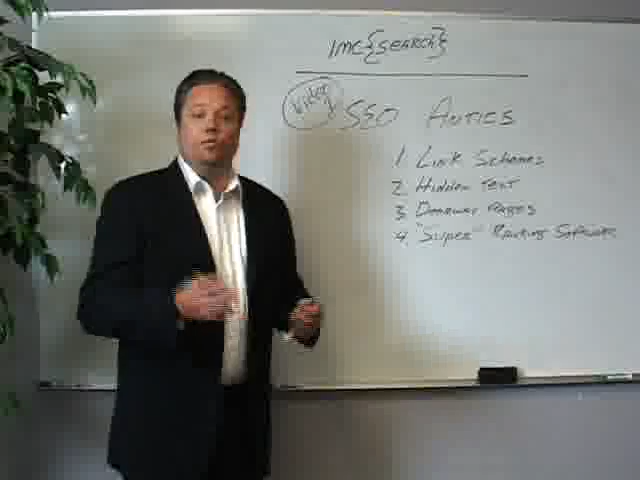 IMC{SEARCH}
Video
SEO ANTICS
1. Link Schemes
2. Hidden Text
3. Doorway Pages
4. "Super" Ranking Software